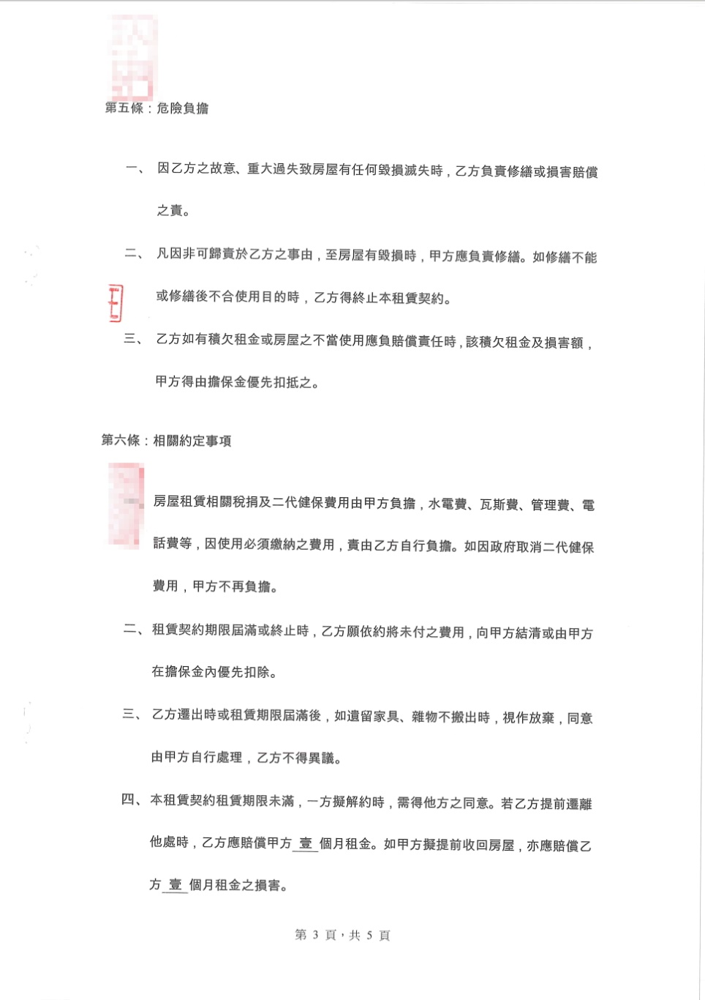 第五條：危險負擔
一、 因乙方之故意、重大過失致房屋有任何毀損滅失時，乙方負責修繕或損害賠償
之責。
二、 凡因非可歸責於乙方之事由，至房屋有毀損時，甲方應負責修繕。如修繕不能
或修繕後不合使用目的時，乙方得終止本租賃契約。
三、 乙方如有積欠租金或房屋之不當使用應負賠償責任時，該積欠租金及損害額，
甲方得由擔保金優先扣抵之。
第六條：相關約定事項
房屋租賃相關稅捐及二代健保費用由甲方負擔，水電費、瓦斯費、管理費、電
話費等，因使用必須繳納之費用，責由乙方自行負擔。如因政府取消二代健保
費用，甲方不再負擔。
二、 租賃契約期限屆滿或終止時，乙方願依約將未付之費用，向甲方結清或由甲方
在擔保金內優先扣除。
三、 乙方遷出時或租賃期限屆滿後，如遺留家具、雜物不搬出時，視作放棄，同意
由甲方自行處理，乙方不得異議。
四、 本租賃契約租賃期限未滿，一方擬解約時，需得他方之同意。若乙方提前遷離
他處時，乙方應賠償甲方 壹 個月租金。如甲方擬提前收回房屋，亦應賠償乙
方 壹 個月租金之損害。
第 3 頁，共 5 頁